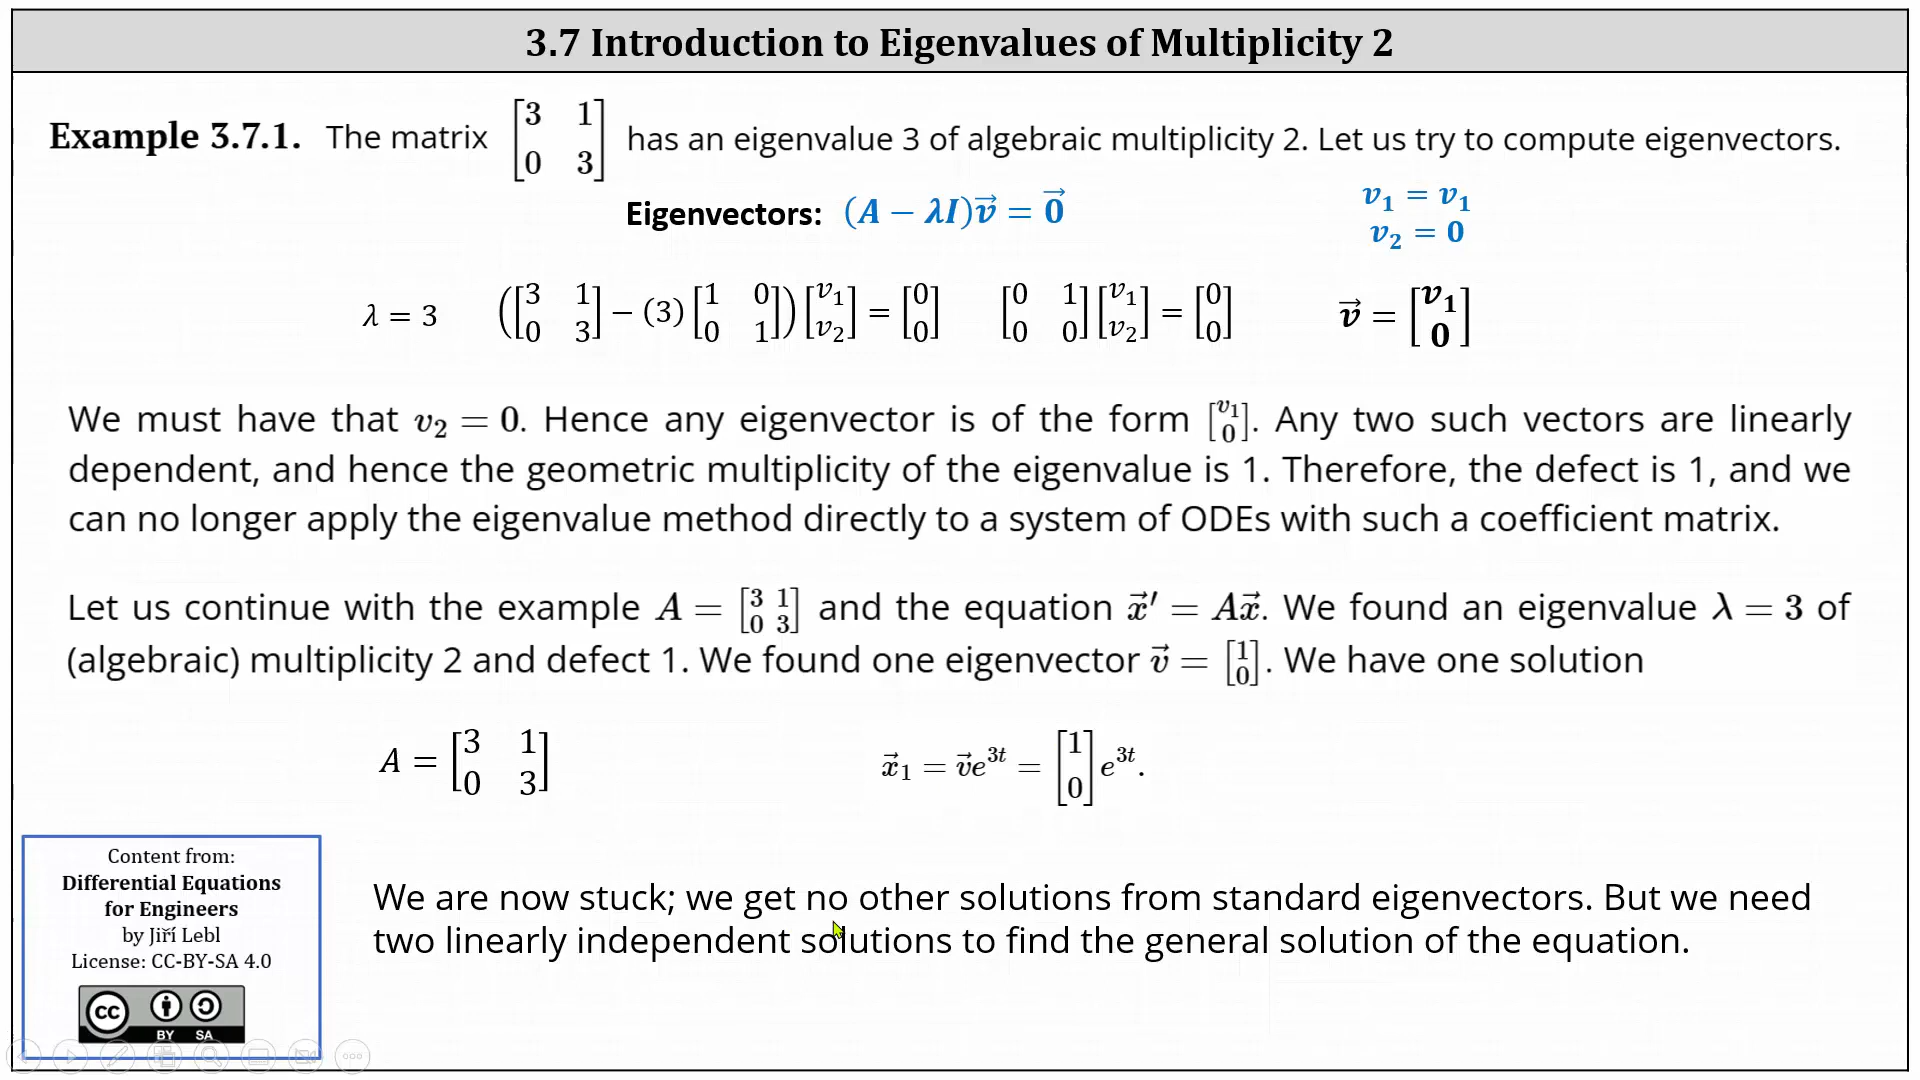 3.7 Introduction to Eigenvalues of Multiplicity 2
Example 3.7.1. The matrix [3 1; 0 3] has an eigenvalue 3 of algebraic multiplicity 2. Let us try to compute eigenvectors.
Eigenvectors: (A − λI)v⃗ = 0⃗
v₁ = v₁
v₂ = 0
λ = 3 ([3 1; 0 3] − (3)[1 0; 0 1])[v₁; v₂] = [0; 0] [0 1; 0 0][v₁; v₂] = [0; 0] v⃗ = [v₁; 0]
We must have that v₂ = 0. Hence any eigenvector is of the form [v₁; 0]. Any two such vectors are linearly
dependent, and hence the geometric multiplicity of the eigenvalue is 1. Therefore, the defect is 1, and we
can no longer apply the eigenvalue method directly to a system of ODEs with such a coefficient matrix.
Let us continue with the example A = [3 1; 0 3] and the equation x⃗′ = Ax⃗. We found an eigenvalue λ = 3 of
(algebraic) multiplicity 2 and defect 1. We found one eigenvector v⃗ = [1; 0]. We have one solution
A = [3 1; 0 3] x⃗₁ = v⃗e³ᵗ = [1; 0] e³ᵗ.
Content from:
Differential Equations
for Engineers
by Jiří Lebl
License: CC-BY-SA 4.0
cc
BY SA
We are now stuck; we get no other solutions from standard eigenvectors. But we need
two linearly independent solutions to find the general solution of the equation.